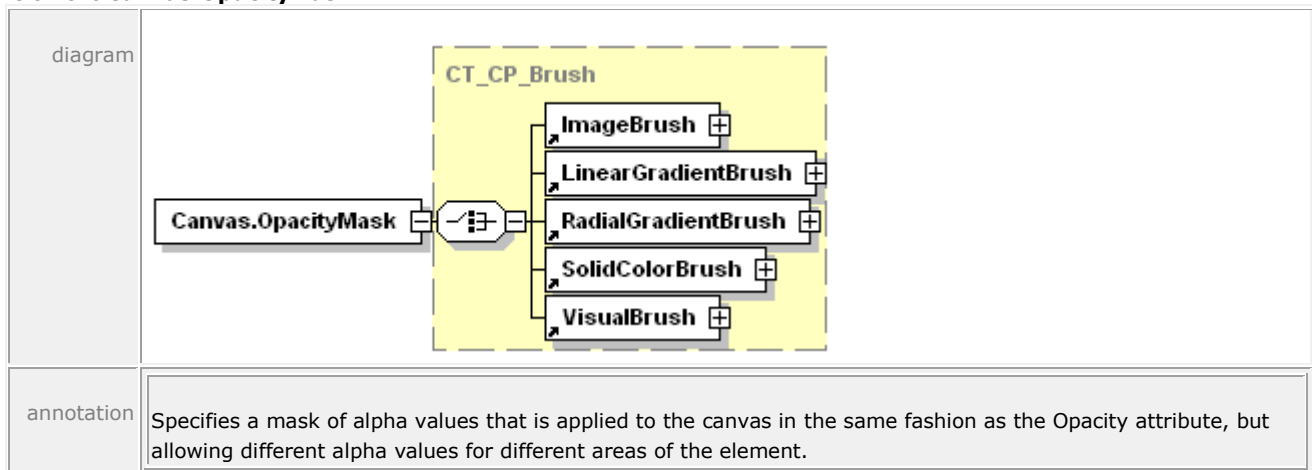 diagram
CT_CP_Brush
ImageBrush
LinearGradientBrush
Canvas.OpacityMask
RadialGradientBrush
SolidColorBrush
VisualBrush
annotation
Specifies a mask of alpha values that is applied to the canvas in the same fashion as the Opacity attribute, but
allowing different alpha values for different areas of the element.